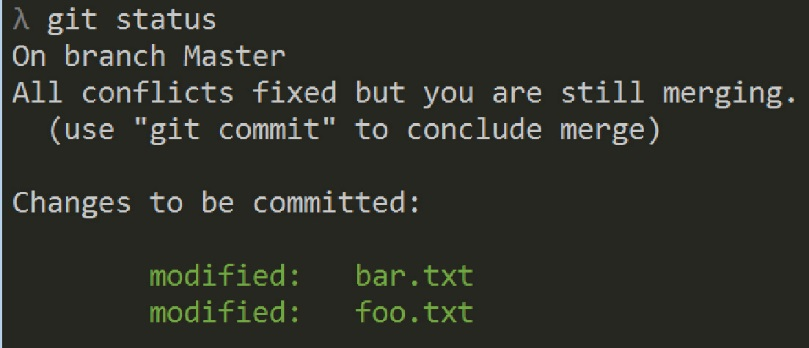 λ git status
On branch Master
All conflicts fixed but you are still merging.
  (use "git commit" to conclude merge)

Changes to be committed:

        modified:   bar.txt
        modified:   foo.txt